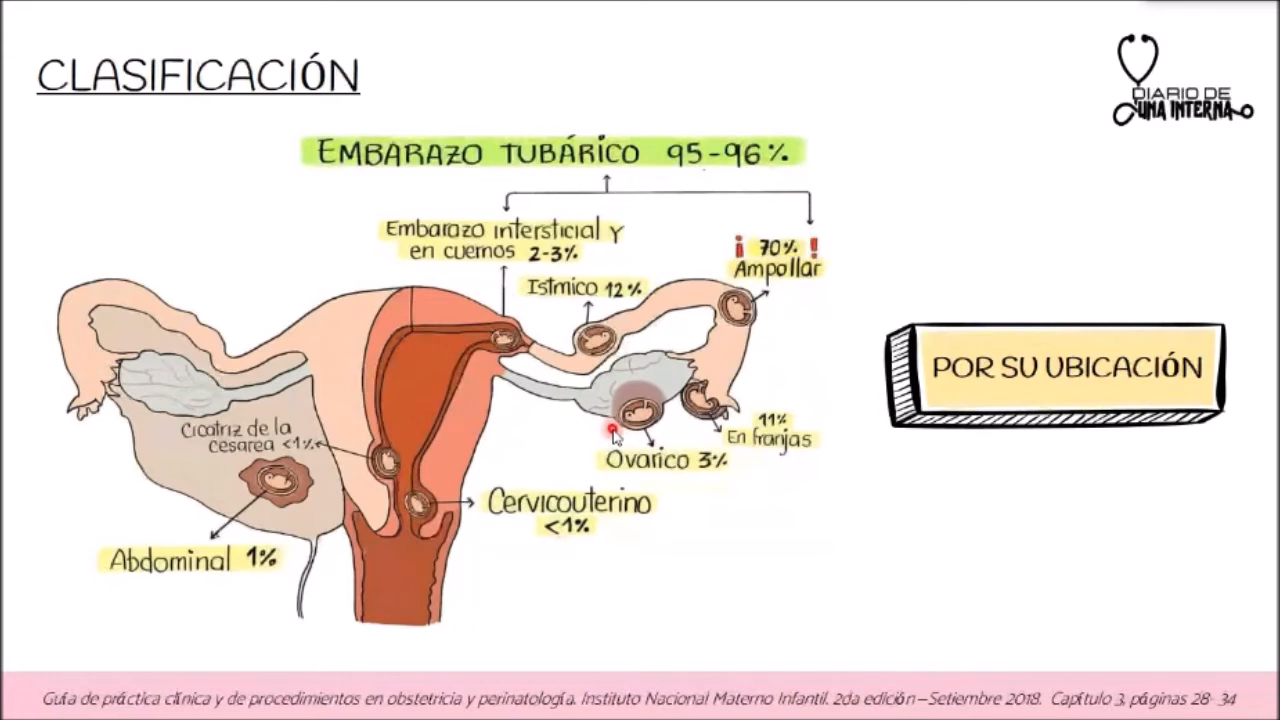 CLASIFICACIÓN
DIARIO DE
UNA INTERNA
EMBARAZO TUBÁRICO 95-96%
Embarazo intersticial y
en cuernos 2-3%
¡ 70% !
Ampollar
Istmico 12%
POR SU UBICACIÓN
Cicatriz de la
cesarea <1%
11%
En franjas
Ovarico 3%
Cervicouterino
<1%
Abdominal 1%
Guía de práctica clínica y de procedimientos en obstetricia y perinatología. Instituto Nacional Materno Infantil. 2da edición – Setiembre 2018. Capítulo 3, páginas 28- 34